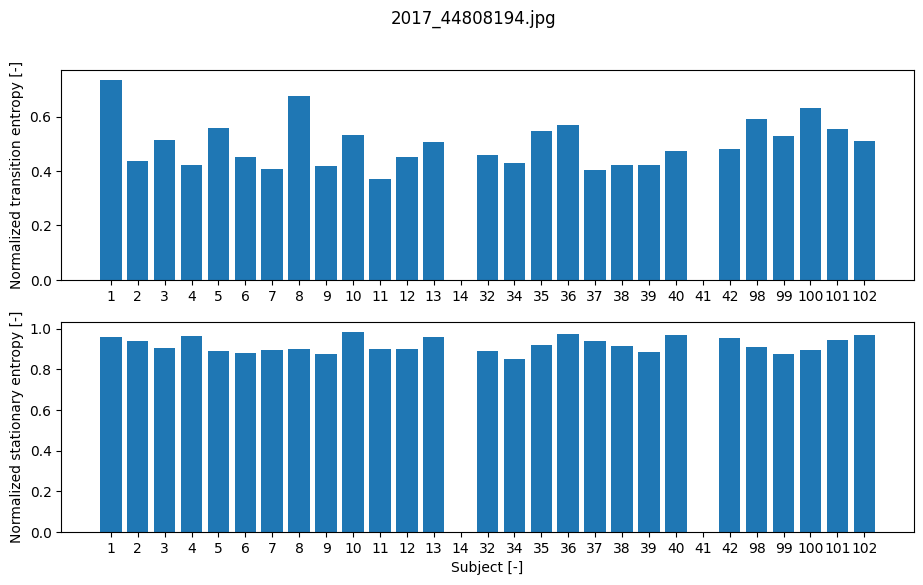 2017_44808194.jpg
Normalized transition entropy [-]
0.6
0.4
0.2
0.0
1 2 3 4 5 6 7 8 9 10 11 12 13 14 32 34 35 36 37 38 39 40 41 42 98 99 100 101 102
Normalized stationary entropy [-]
1.0
0.8
0.6
0.4
0.2
0.0
1 2 3 4 5 6 7 8 9 10 11 12 13 14 32 34 35 36 37 38 39 40 41 42 98 99 100 101 102
Subject [-]